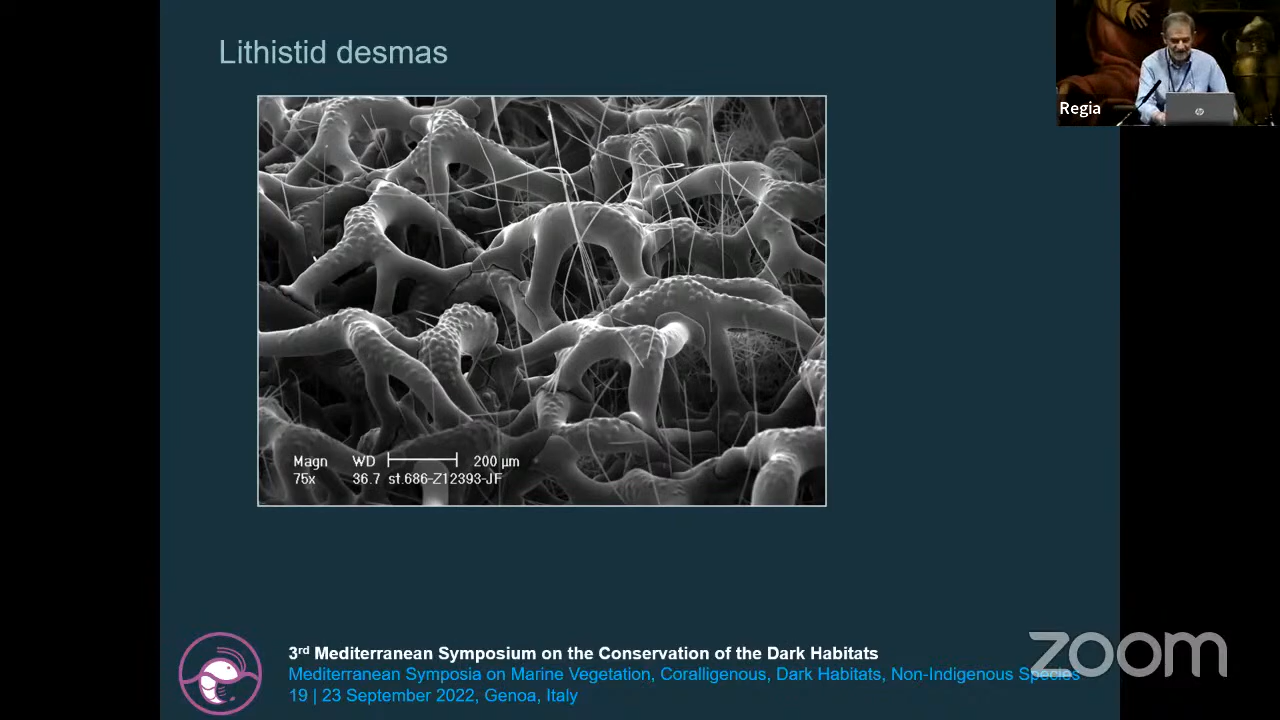 Lithistid desmas
Regia
Magn WD 200 µm
75x 36.7 st.686-Z12393-JF
3rd Mediterranean Symposium on the Conservation of the Dark Habitats
Mediterranean Symposia on Marine Vegetation, Coralligenous, Dark Habitats, Non-Indigenous Species
19 | 23 September 2022, Genoa, Italy
zoom
hp